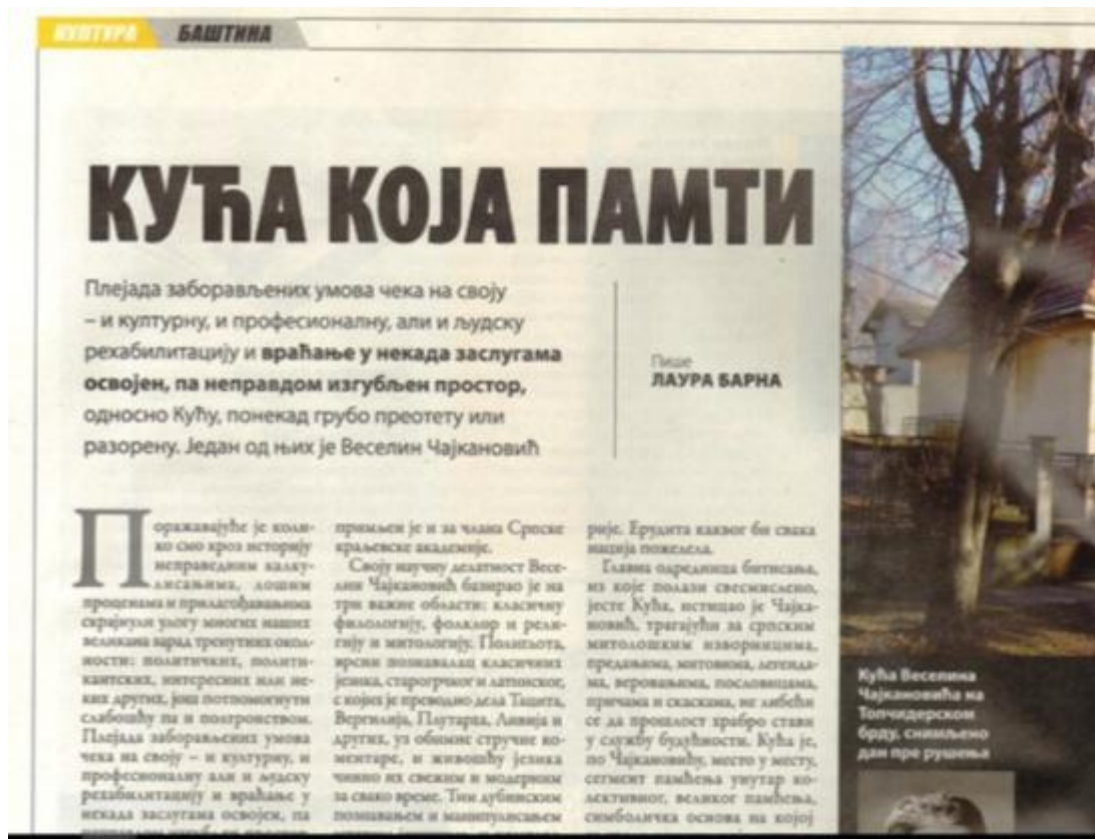 КУЛТУРА БАШТИНА
КУЋА КОЈА ПАМТИ
Плејада заборављених умова чека на своју
– и културну, и професионалну, али и људску
рехабилитацију и враћање у некада заслугама
освојен, па неправдом изгубљен простор,
односно Кућу, понекад грубо преотету или
разорену. Један од њих је Веселин Чајкановић
Пише
ЛАУРА БАРНА
Поражавајуће је коли-
ко смо кроз историју
неправедним калку-
лисањима, лошим
проценама и прилагођавањима
скрајнули улогу многих наших
великана зарад тренутних окол-
ности: политичких, полити-
кантских, интересних или не-
ких других, још потпомогнути
слабошћу па и полтронством.
Плејада заборављених умова
чека на своју – и културну, и
професионалну али и људску
рехабилитацију и враћање у
некада заслугама освојен, па
примљен је и за члана Српске
краљевске академије.
Своју научну делатност Весе-
лин Чајкановић базирао је на
три важне области: класичну
филологију, фолклор и рели-
гију и митологију. Полиглота,
врсни познавалац класичних
језика, старогрчког и латинског,
с којих је преводио дела Тацита,
Вергилија, Плутарха, Ливија и
других, уз обимне стручне ко-
ментаре, и живошћу језика
чинио их свежим и модерним
за свако време. Тим дубинским
познавањем и манипулисањем
рије. Ерудита каквог би свака
нација пожелела.
Главна одредница битисања,
из које полази свесмислено,
јесте Кућа, истицао је Чајка-
новић, трагајући за српским
митолошким изворницима,
предањима, митовима, легенда-
ма, веровањима, пословицама,
причама и скаскама, не либећи
се да прошлост храбро стави
у службу будућности. Кућа је,
по Чајкановићу, место у месту,
сегмент памћења унутар ко-
лективног, великог памћења,
симболичка основа на којој
Кућа Веселина
Чајкановића на
Топчидерском
брду, снимљено
дан пре рушења